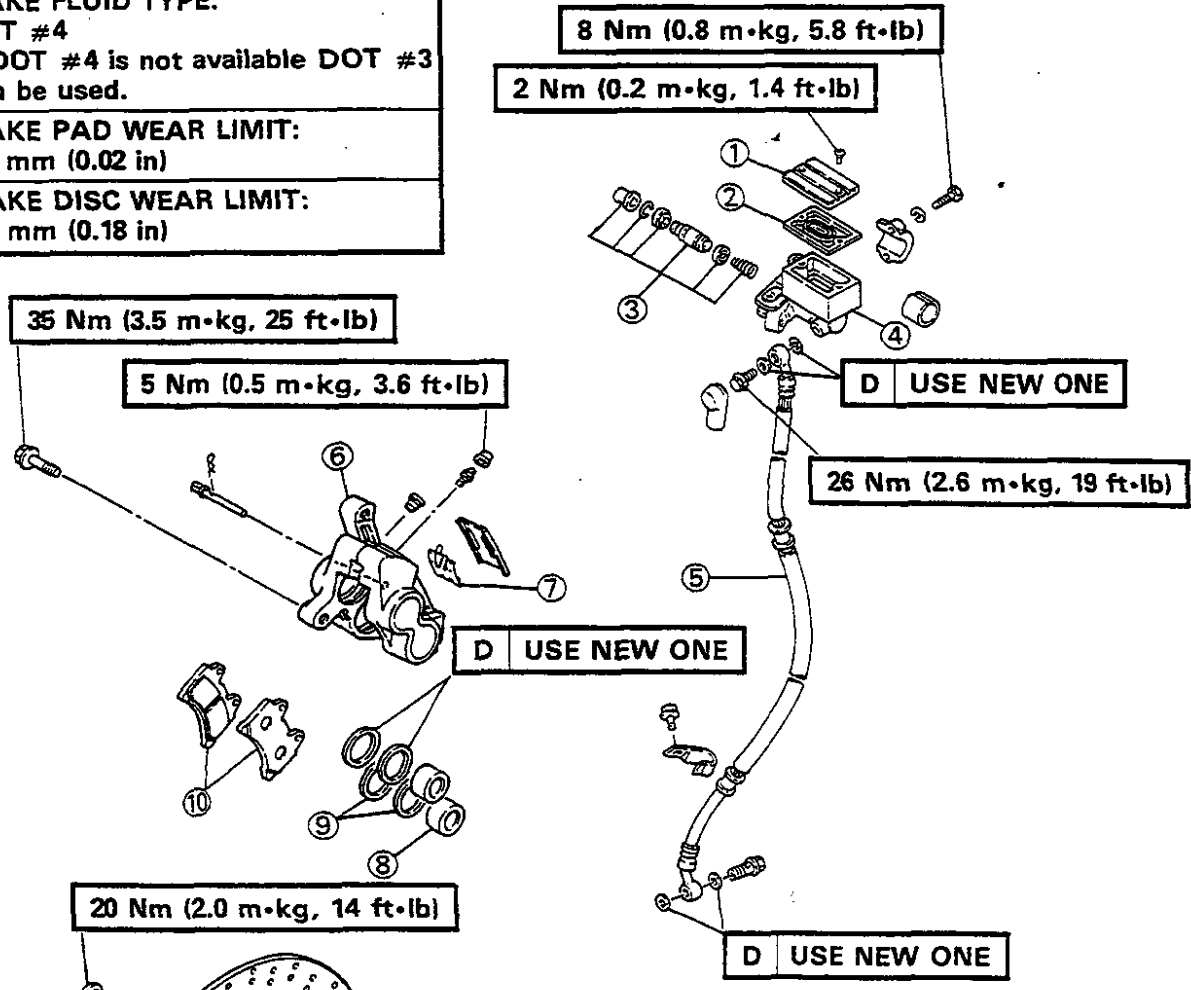 FLUID TYPE:
#4
DOT #4 is not available DOT #3
be used.
PAD WEAR LIMIT:
mm (0.02 in)
DISC WEAR LIMIT:
mm (0.18 in)
8 Nm (0.8 m•kg, 5.8 ft•lb)
2 Nm (0.2 m•kg, 1.4 ft•lb)
1
2
3
4
D USE NEW ONE
26 Nm (2.6 m•kg, 19 ft•lb)
35 Nm (3.5 m•kg, 25 ft•lb)
5 Nm (0.5 m•kg, 3.6 ft•lb)
6
5
7
D USE NEW ONE
10
9
8
20 Nm (2.0 m•kg, 14 ft•lb)
D USE NEW ONE